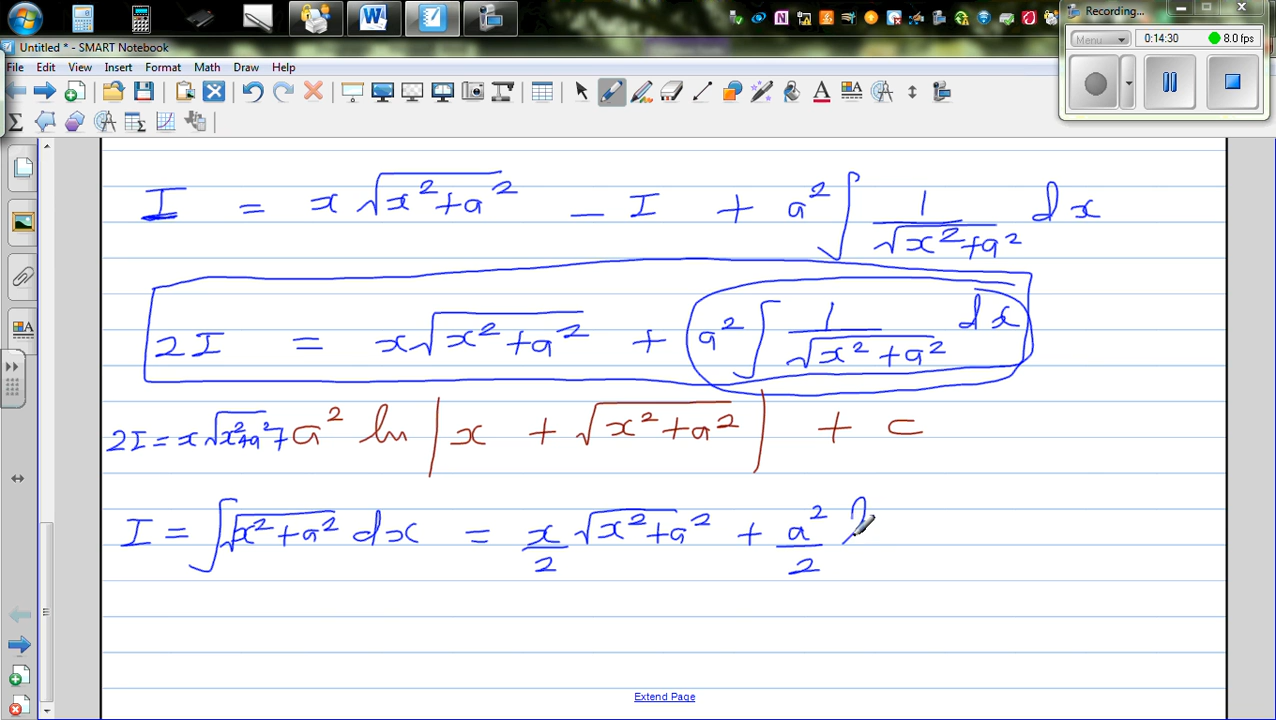 Recording...
Menu
0:14:30
8.0 fps
Untitled * - SMART Notebook
File Edit View Insert Format Math Draw Help
I = x √(x²+a²) - I + a² ∫ 1/√(x²+a²) dx
2I = x√(x²+a²) + a² ∫ 1/√(x²+a²) dx
2I = x√(x²+a²) + a² ln |x + √(x²+a²)| + c
I = ∫√(x²+a²) dx = x/2 √(x²+a²) + a²/2
Extend Page